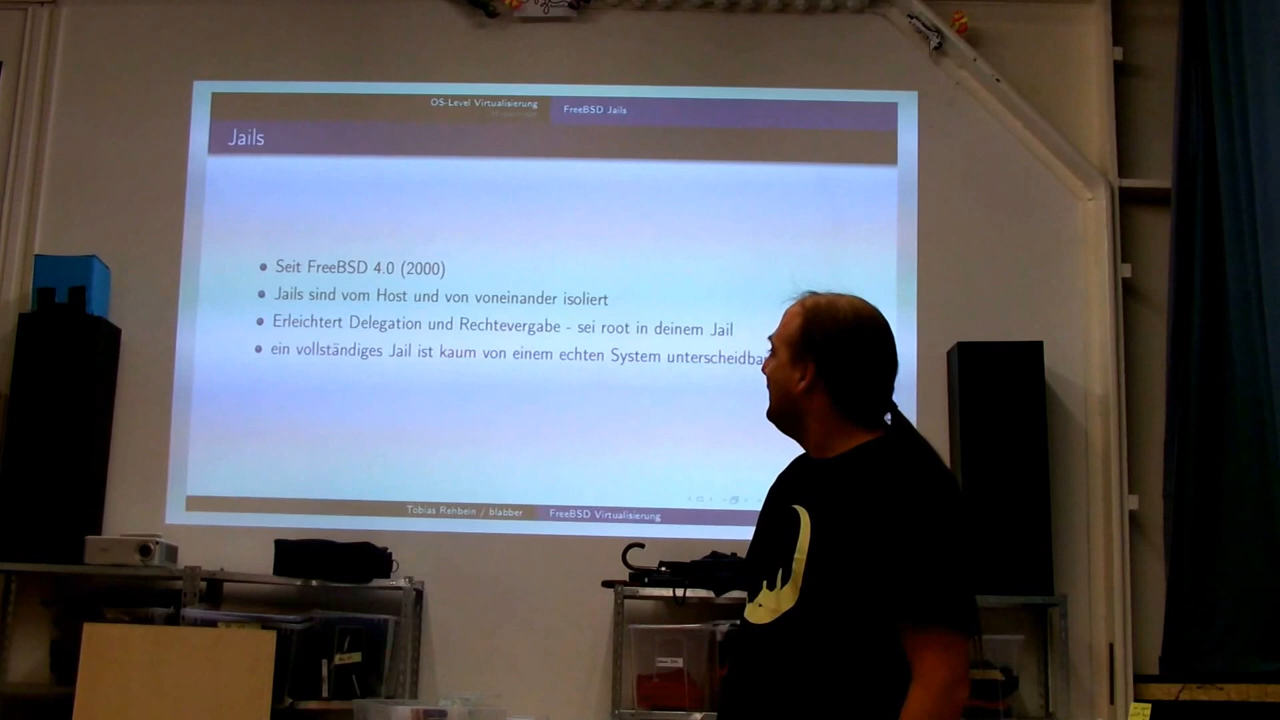 OS-Level Virtualisierung
FreeBSD Jails
Jails
Seit FreeBSD 4.0 (2000)
Jails sind vom Host und von voneinander isoliert
Erleichtert Delegation und Rechtevergabe - sei root in deinem Jail
ein vollständiges Jail ist kaum von einem echten System unterscheidba
Tobias Rehbein / blabber
FreeBSD Virtualisierung